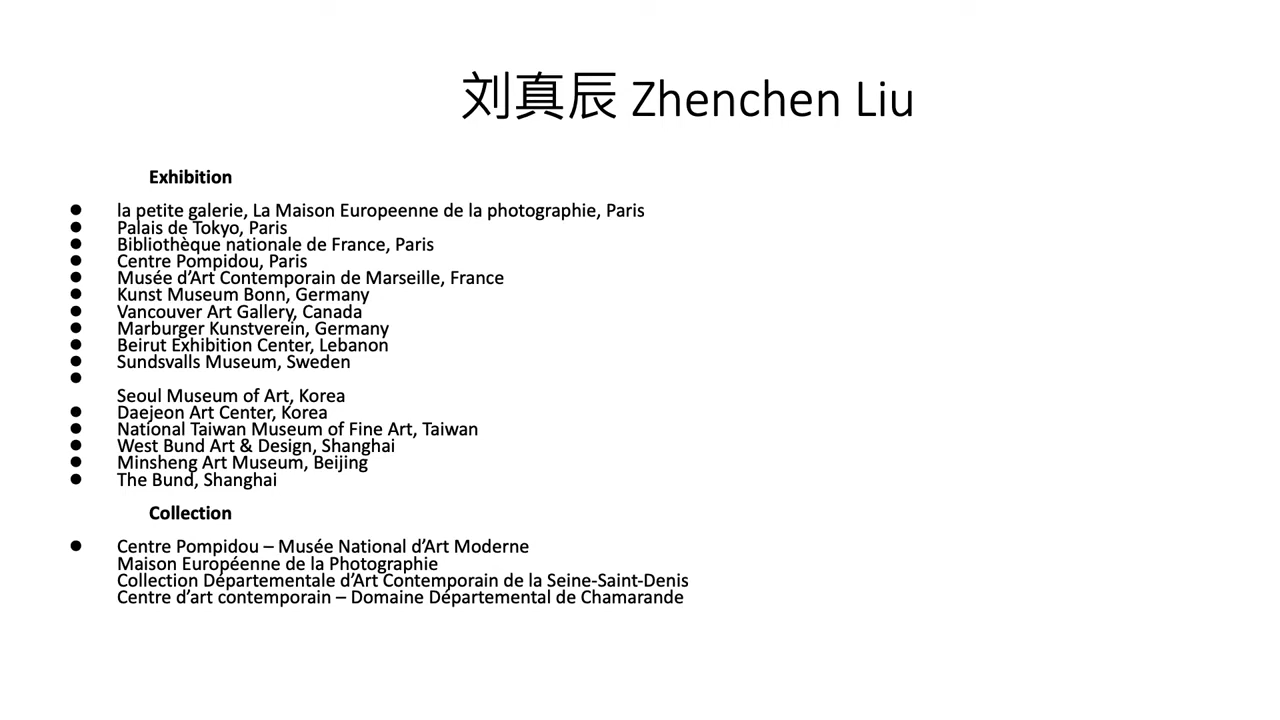 刘真辰 Zhenchen Liu
Exhibition
● la petite galerie, La Maison Europeenne de la photographie, Paris
● Palais de Tokyo, Paris
● Bibliothèque nationale de France, Paris
● Centre Pompidou, Paris
● Musée d’Art Contemporain de Marseille, France
● Kunst Museum Bonn, Germany
● Vancouver Art Gallery, Canada
● Marburger Kunstverein, Germany
● Beirut Exhibition Center, Lebanon
● Sundsvalls Museum, Sweden
●
Seoul Museum of Art, Korea
● Daejeon Art Center, Korea
● National Taiwan Museum of Fine Art, Taiwan
● West Bund Art & Design, Shanghai
● Minsheng Art Museum, Beijing
● The Bund, Shanghai
Collection
● Centre Pompidou – Musée National d’Art Moderne
Maison Européenne de la Photographie
Collection Départementale d’Art Contemporain de la Seine-Saint-Denis
Centre d’art contemporain – Domaine Départemental de Chamarande